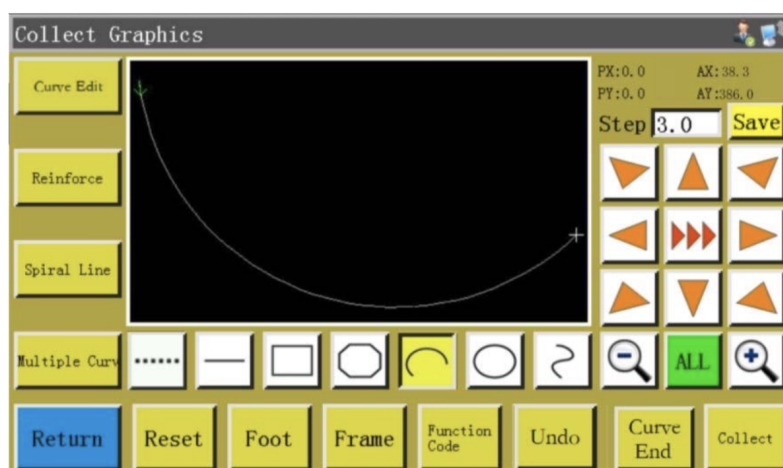 Collect Graphics
Curve Edit
PX:0.0 AX:38.3
PY:0.0 AY:386.0
Step 3.0 Save
Reinforce
Spiral Line
Multiple Curv
ALL
Return Reset Foot Frame Function Code Undo Curve End Collect